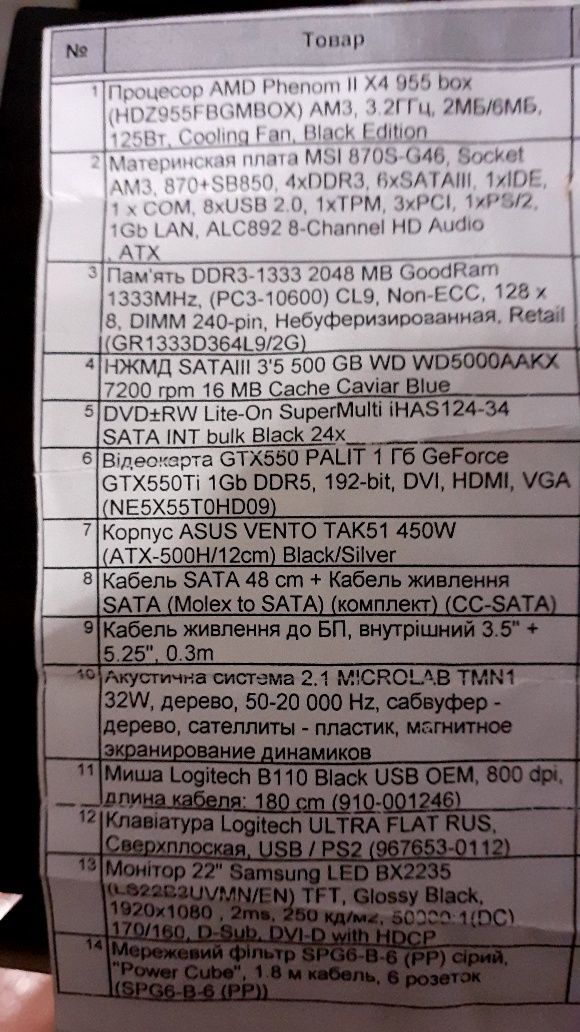 № Товар
1 Процесор AMD Phenom II X4 955 box
(HDZ955FBGMBOX) AM3, 3.2ГГц, 2МБ/6МБ,
125Вт, Cooling Fan, Black Edition
2 Материнская плата MSI 870S-G46, Socket
AM3, 870+SB850, 4xDDR3, 6xSATAIII, 1xIDE,
1 x COM, 8xUSB 2.0, 1xTPM, 3xPCI, 1xPS/2,
1Gb LAN, ALC892 8-Channel HD Audio
, ATX
3 Пам'ять DDR3-1333 2048 MB GoodRam
1333MHz, (PC3-10600) CL9, Non-ECC, 128 x
8, DIMM 240-pin, Небуферизированная, Retail
(GR1333D364L9/2G)
4 НЖМД SATAIII 3'5 500 GB WD WD5000AAKX
7200 rpm 16 MB Cache Caviar Blue
5 DVD±RW Lite-On SuperMulti iHAS124-34
SATA INT bulk Black 24x
6 Відеокарта GTX550 PALIT 1 Гб GeForce
GTX550Ti 1Gb DDR5, 192-bit, DVI, HDMI, VGA
(NE5X55T0HD09)
7 Корпус ASUS VENTO TAK51 450W
(ATX-500H/12cm) Black/Silver
8 Кабель SATA 48 cm + Кабель живлення
SATA (Molex to SATA) (комплект) (CC-SATA)
9 Кабель живлення до БП, внутрішний 3.5" +
5.25", 0.3m
10 Акустична система 2.1 MICROLAB TMN1
32W, дерево, 50-20 000 Hz, сабвуфер -
дерево, сателлиты - пластик, магнитное
экранирование динамиков
11 Миша Logitech B110 Black USB OEM, 800 dpi,
длина кабеля: 180 cm (910-001246)
12 Клавіатура Logitech ULTRA FLAT RUS,
Сверхплоская, USB / PS2 (967653-0112)
13 Монітор 22" Samsung LED BX2235
(LS22B3UVMN/EN) TFT, Glossy Black,
1920x1080 , 2ms, 250 кд/м2, 50000:1(DC)
170/160, D-Sub, DVI-D with HDCP
14 Мережевий фільтр SPG6-B-6 (PP) сірий,
"Power Cube", 1.8 м кабель, 6 розеток
(SPG6-B-6 (PP))